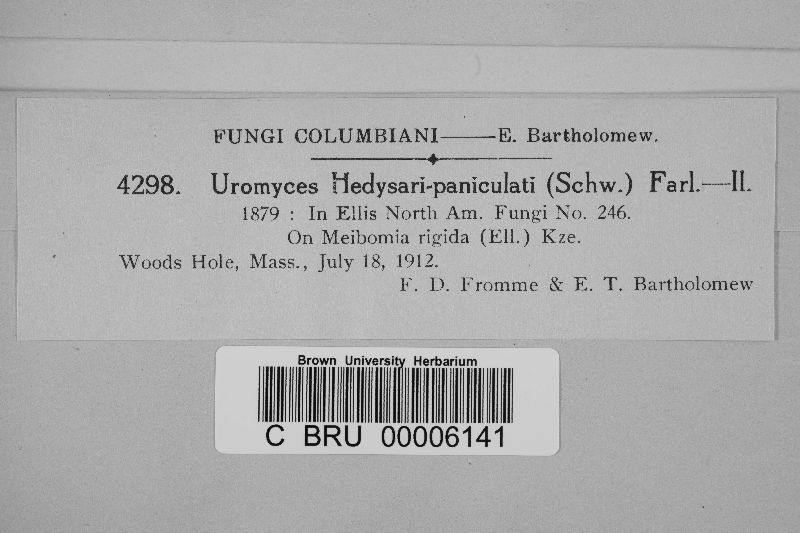 FUNGI COLUMBIANI——E. Bartholomew.
4298. Uromyces Hedysari-paniculati (Schw.) Farl.—II.
1879 : In Ellis North Am. Fungi No. 246.
On Meibomia rigida (Ell.) Kze.
Woods Hole, Mass., July 18, 1912.
F. D. Fromme & E. T. Bartholomew
Brown University Herbarium
C BRU 00006141